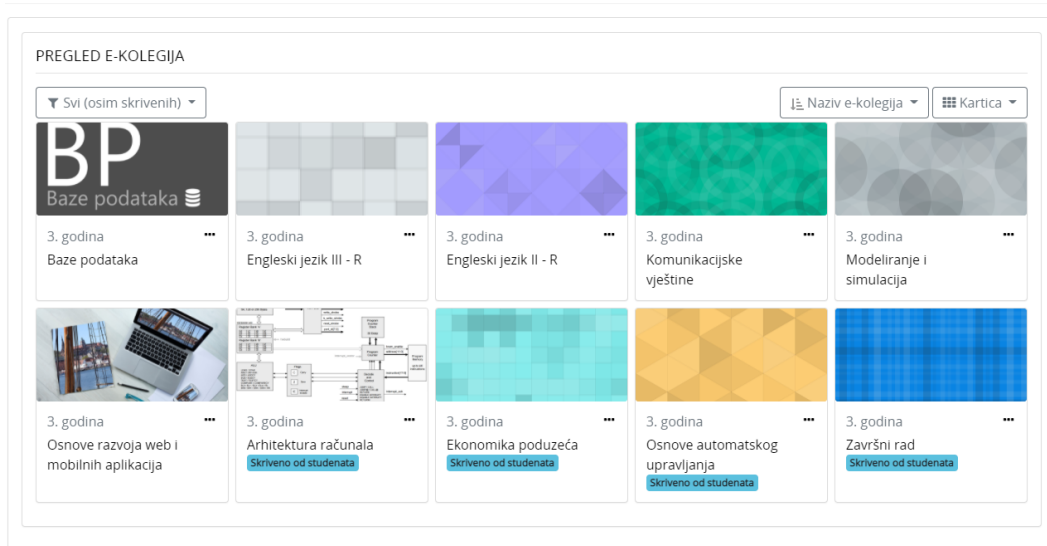 PREGLED E-KOLEGIJA
Svi (osim skrivenih)
Naziv e-kolegija
Kartica
BP
Baze podataka
3. godina
Baze podataka
3. godina
Engleski jezik III - R
3. godina
Engleski jezik II - R
3. godina
Komunikacijske
vještine
3. godina
Modeliranje i
simulacija
3. godina
Osnove razvoja web i
mobilnih aplikacija
3. godina
Arhitektura računala
Skriveno od studenata
3. godina
Ekonomika poduzeća
Skriveno od studenata
3. godina
Osnove automatskog
upravljanja
Skriveno od studenata
3. godina
Završni rad
Skriveno od studenata